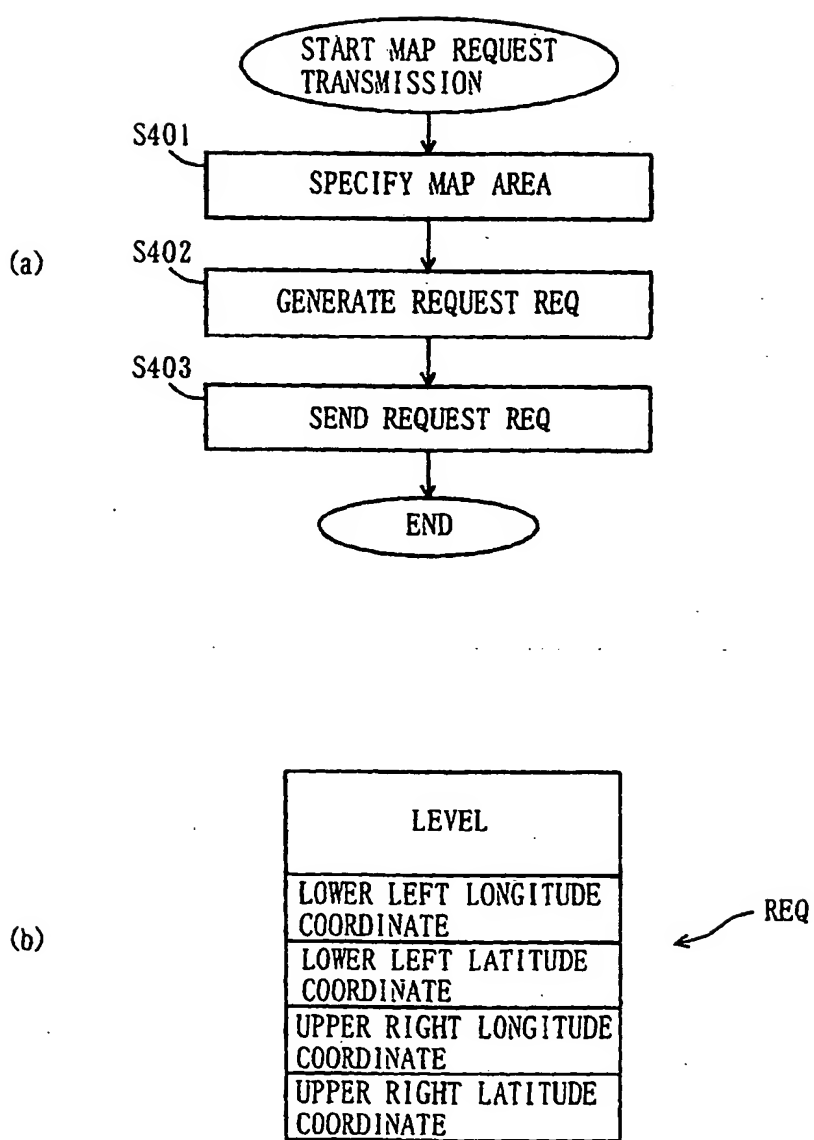 START MAP REQUEST
TRANSMISSION
S401
SPECIFY MAP AREA
(a)
S402
GENERATE REQUEST REQ
S403
SEND REQUEST REQ
END
LEVEL
LOWER LEFT LONGITUDE
COORDINATE
(b)
REQ
LOWER LEFT LATITUDE
COORDINATE
UPPER RIGHT LONGITUDE
COORDINATE
UPPER RIGHT LATITUDE
COORDINATE